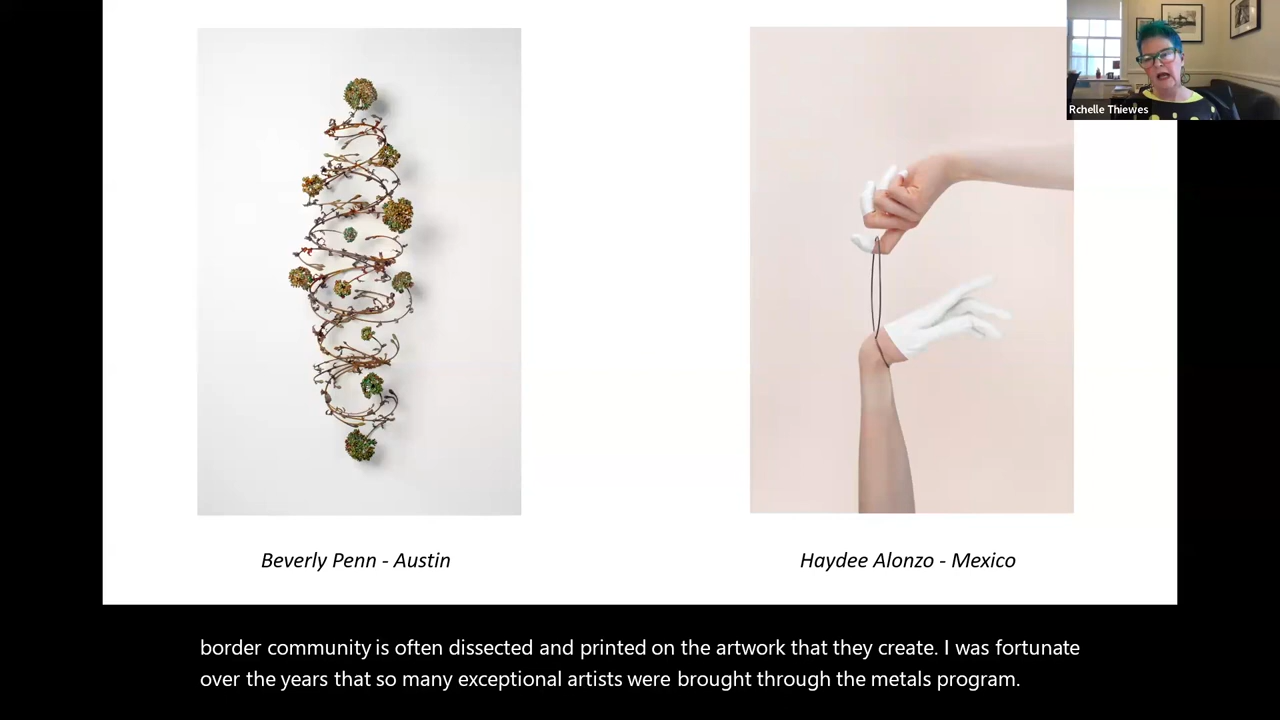 Rchelle Thiewes
Beverly Penn - Austin
Haydee Alonzo - Mexico
border community is often dissected and printed on the artwork that they create. I was fortunate
over the years that so many exceptional artists were brought through the metals program.